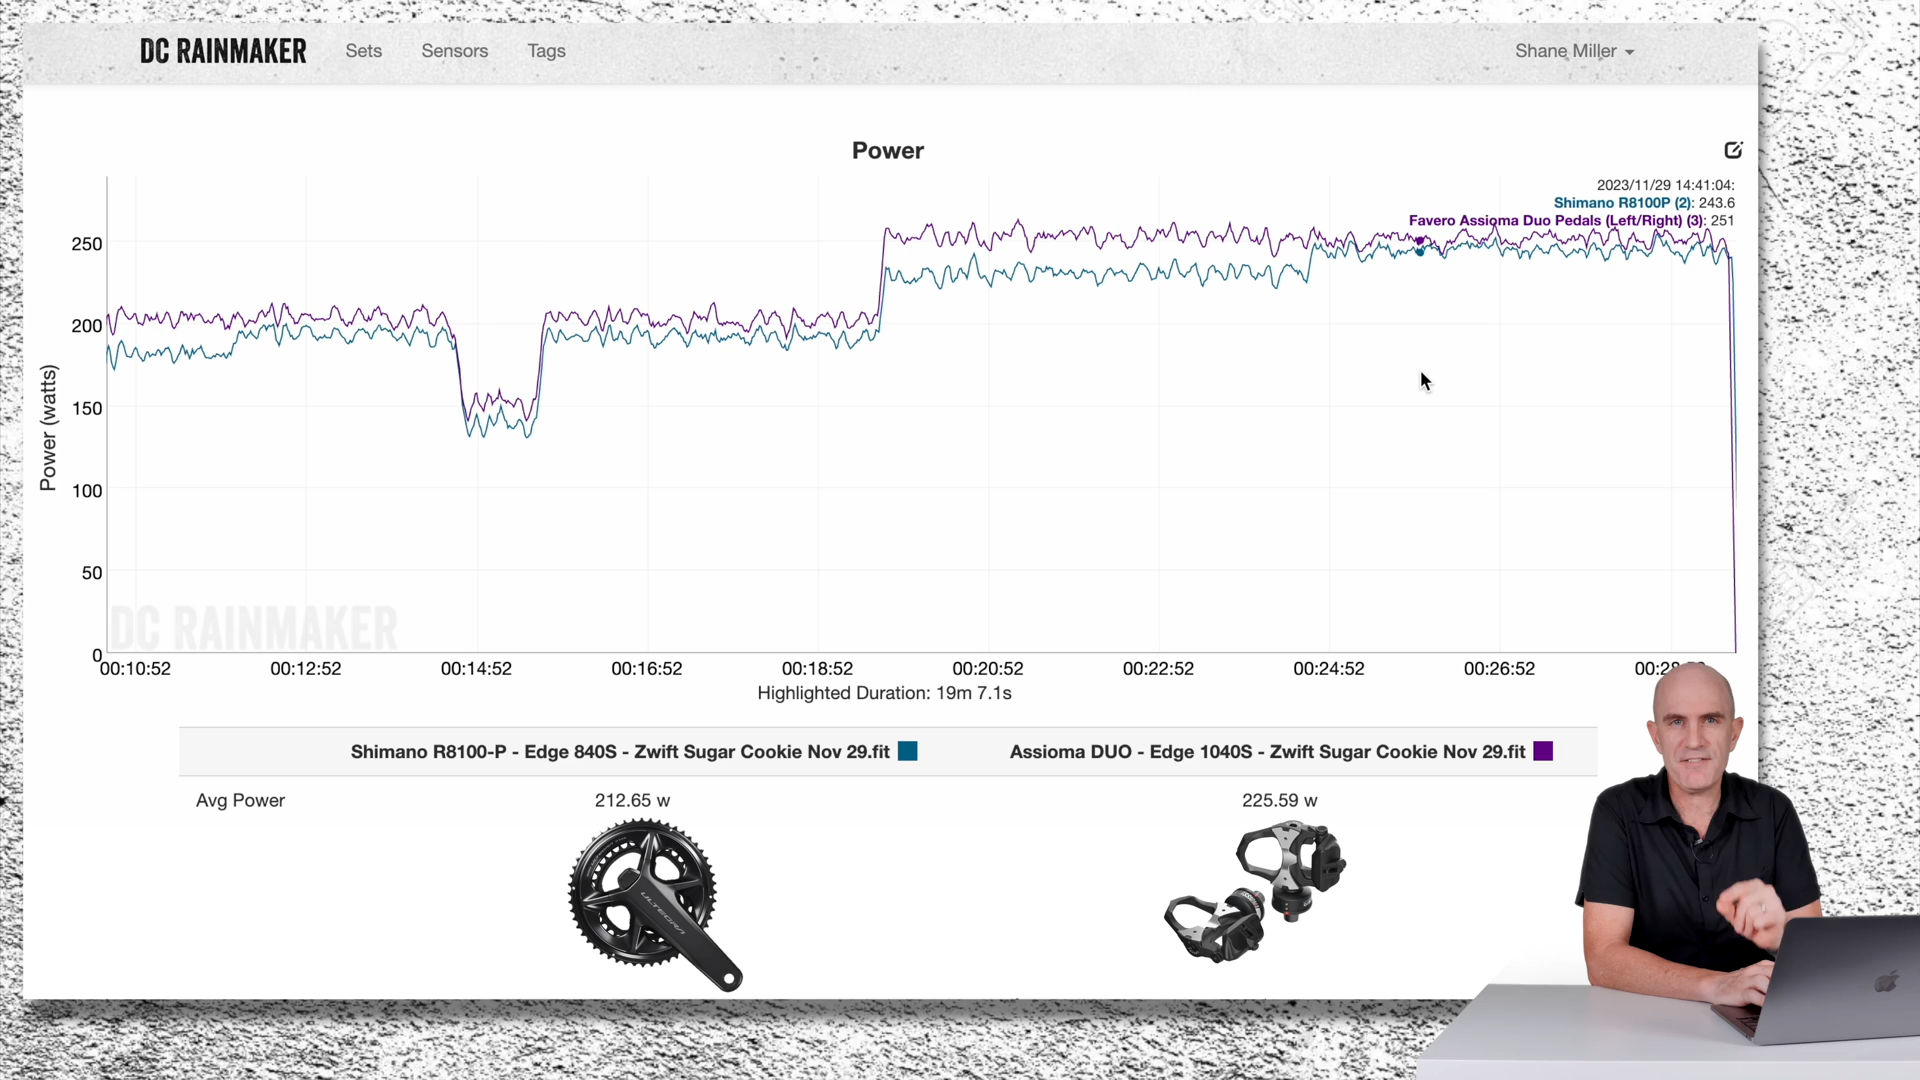 DC RAINMAKER Sets Sensors Tags Shane Miller
Power
2023/11/29 14:41:04:
Shimano R8100P (2): 243.6
Favero Assioma Duo Pedals (Left/Right) (3): 251
250
200
150
100
50
0
Power (watts)
DC RAINMAKER
00:10:52 00:12:52 00:14:52 00:16:52 00:18:52 00:20:52 00:22:52 00:24:52 00:26:52
Highlighted Duration: 19m 7.1s
Shimano R8100-P - Edge 840S - Zwift Sugar Cookie Nov 29.fit Assioma DUO - Edge 1040S - Zwift Sugar Cookie Nov 29.fit
Avg Power 212.65 w 225.59 w
ULTEGRA